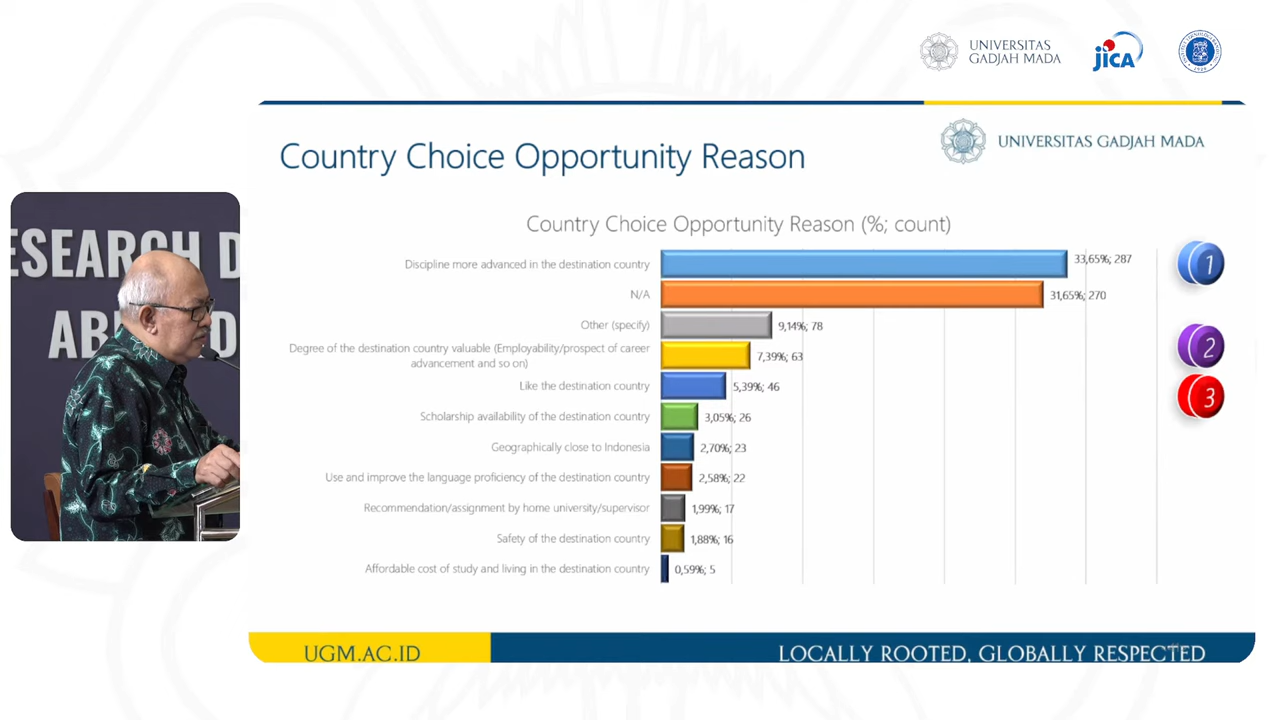 UNIVERSITAS
GADJAH MADA
JICA
UNIVERSITAS GADJAH MADA
Country Choice Opportunity Reason
Country Choice Opportunity Reason (%; count)
Discipline more advanced in the destination country
33,65%; 287
1
N/A
31,65%; 270
Other (specify)
9,14%; 78
Degree of the destination country valuable (Employability/prospect of career
advancement and so on)
7,39%; 63
2
Like the destination country
5,39%; 46
3
Scholarship availability of the destination country
3,05%; 26
Geographically close to Indonesia
2,70%; 23
Use and improve the language proficiency of the destination country
2,58%; 22
Recommendation/assignment by home university/supervisor
1,99%; 17
Safety of the destination country
1,88%; 16
Affordable cost of study and living in the destination country
0,59%; 5
ESEARCH D
AB
UGM.AC.ID
LOCALLY ROOTED, GLOBALLY RESPECTED